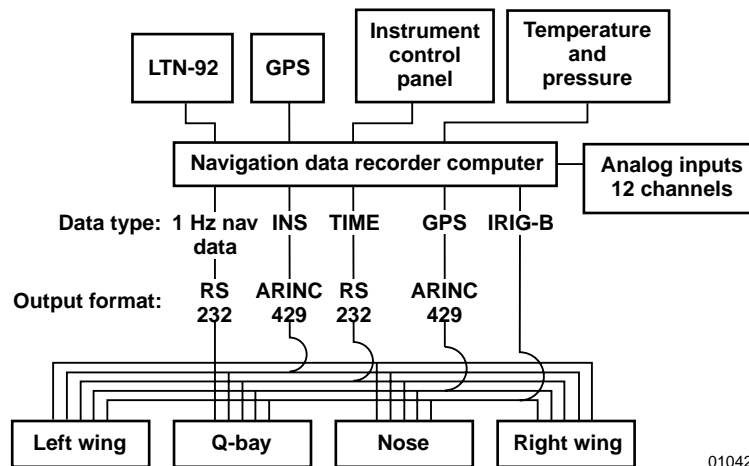 LTN-92
GPS
Instrument
control
panel
Temperature
and
pressure
Navigation data recorder computer
Analog inputs
12 channels
Data type: 1 Hz nav data INS TIME GPS IRIG-B
Output format: RS 232 ARINC 429 RS 232 ARINC 429
Left wing Q-bay Nose Right wing
01042